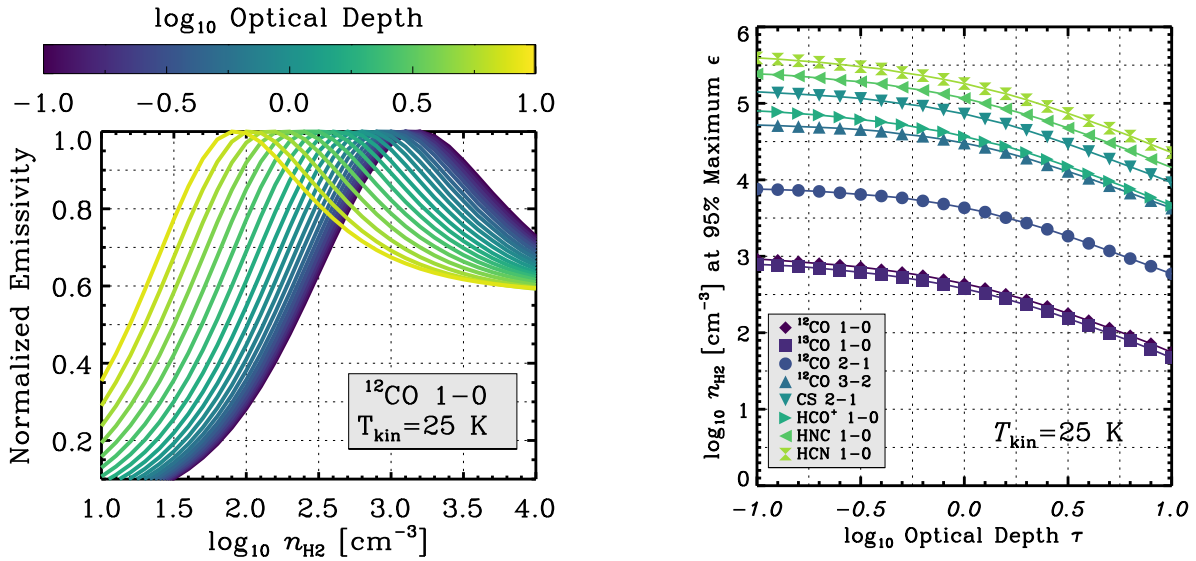 log₁₀ Optical Depth
−1.0 −0.5 0.0 0.5 1.0
Normalized Emissivity
1.0
0.8
0.6
0.4
0.2
¹²CO 1−0
T_kin=25 K
1.0 1.5 2.0 2.5 3.0 3.5 4.0
log₁₀ n_H2 [cm⁻³]
log₁₀ n_H2 [cm⁻³] at 95% Maximum ϵ
6
5
4
3
2
1
0
¹²CO 1−0
¹³CO 1−0
¹²CO 2−1
¹²CO 3−2
CS 2−1
HCO⁺ 1−0
HNC 1−0
HCN 1−0
T_kin=25 K
−1.0 −0.5 0.0 0.5 1.0
log₁₀ Optical Depth τ